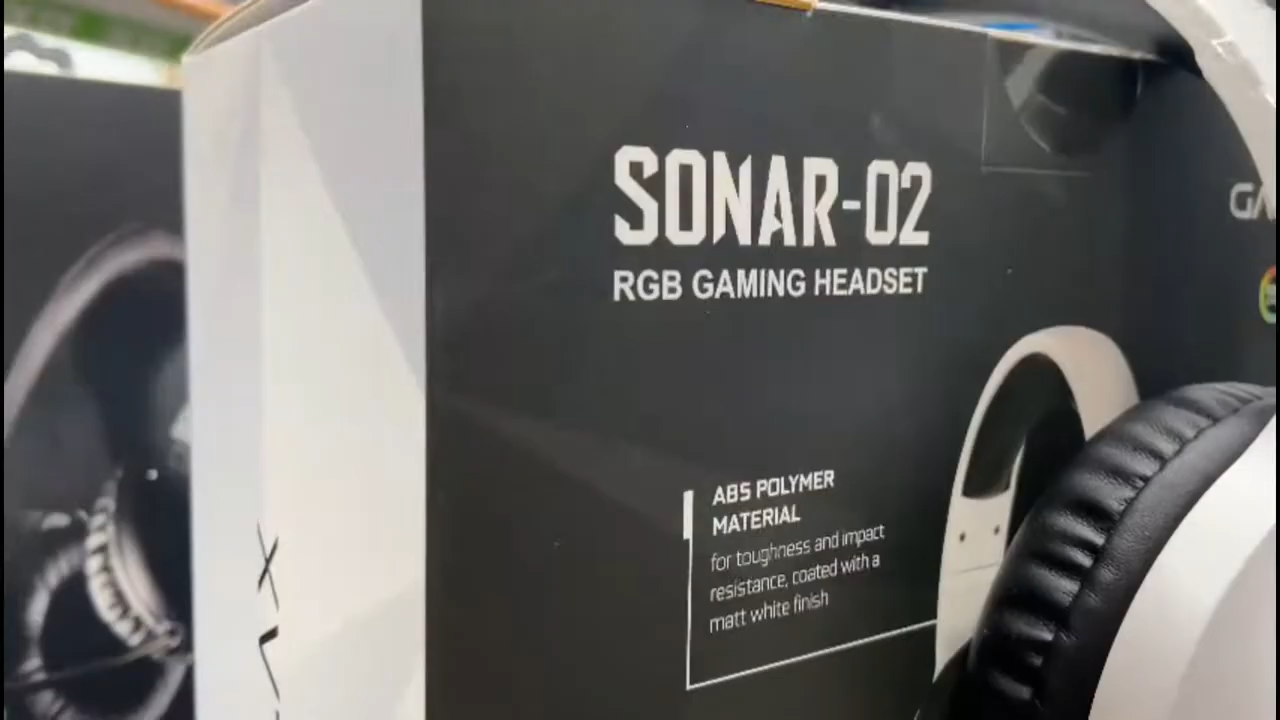 SONAR-02
RGB GAMING HEADSET
ABS POLYMER
MATERIAL
for toughness and impact
resistance, coated with a
matt white finish